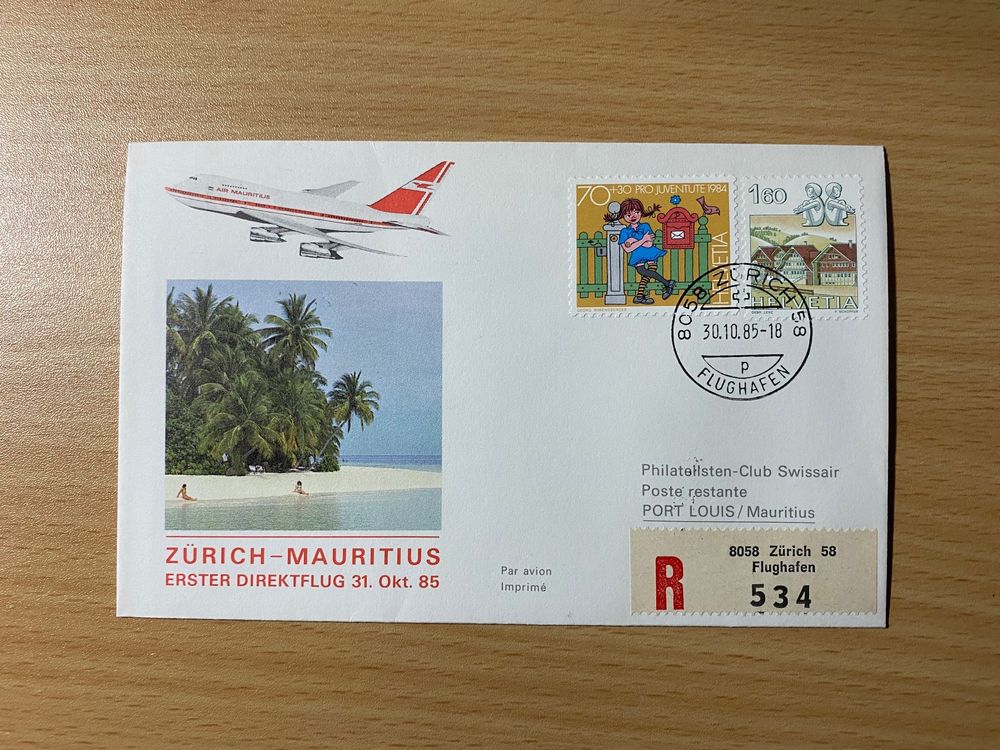 AIR MAURITIUS
70 +30 PRO JUVENTUTE 1984
HELVETIA
160
HELVETIA
8058 ZÜRICH 58
30.10.85-18
P
FLUGHAFEN
Philatelisten-Club Swissair
Poste restante
PORT LOUIS/Mauritius
ZÜRICH–MAURITIUS
ERSTER DIREKTFLUG 31. Okt. 85
Par avion
Imprimé
R
8058 Zürich 58
Flughafen
534